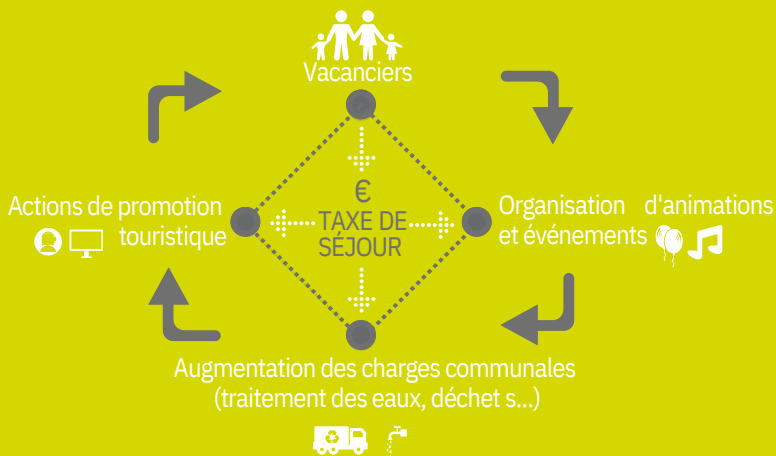 Vacanciers
Actions de promotion
touristique
€
TAXE DE
SÉJOUR
Organisation d'animations
et événements
Augmentation des charges communales
(traitement des eaux, déchet s...)